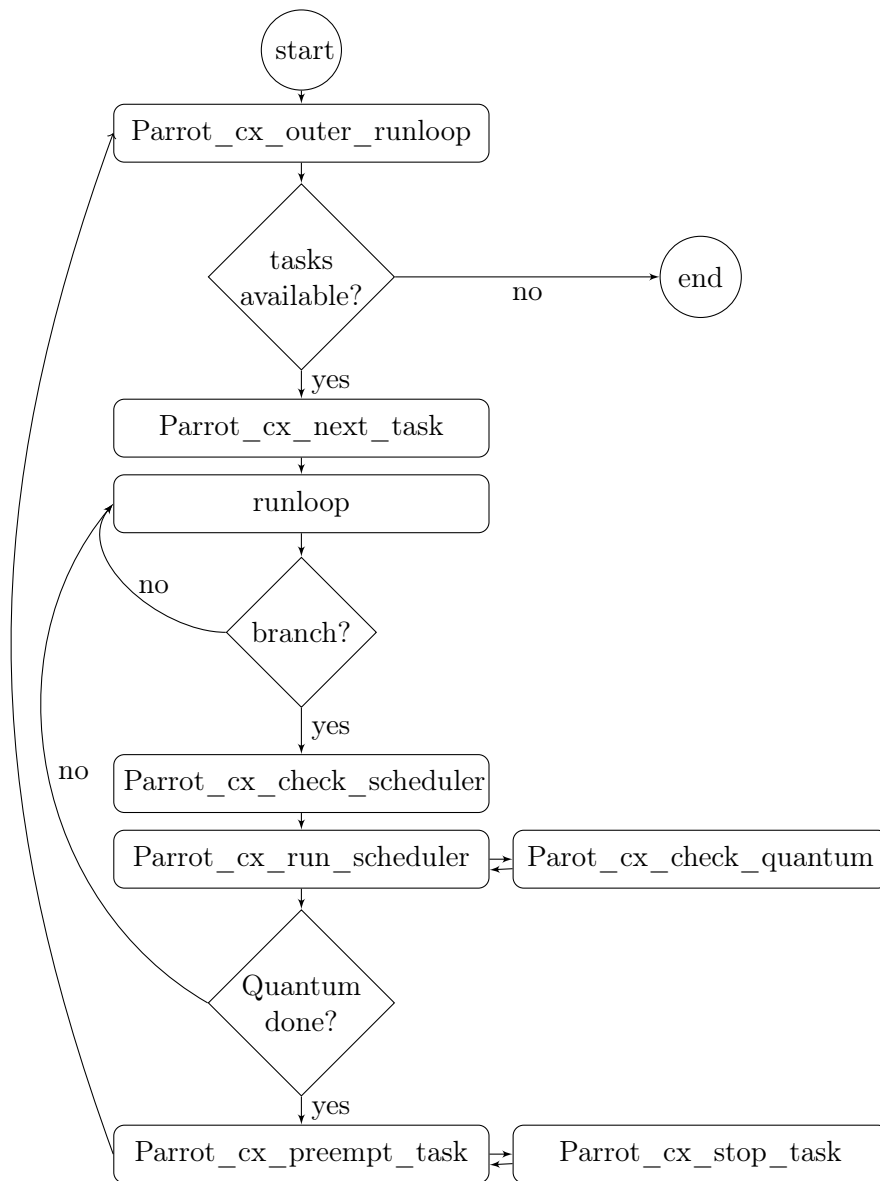 start
Parrot_cx_outer_runloop
tasks
available?
no
end
yes
Parrot_cx_next_task
runloop
no
branch?
yes
no
Parrot_cx_check_scheduler
Parrot_cx_run_scheduler
Parot_cx_check_quantum
Quantum
done?
yes
Parrot_cx_preempt_task
Parrot_cx_stop_task